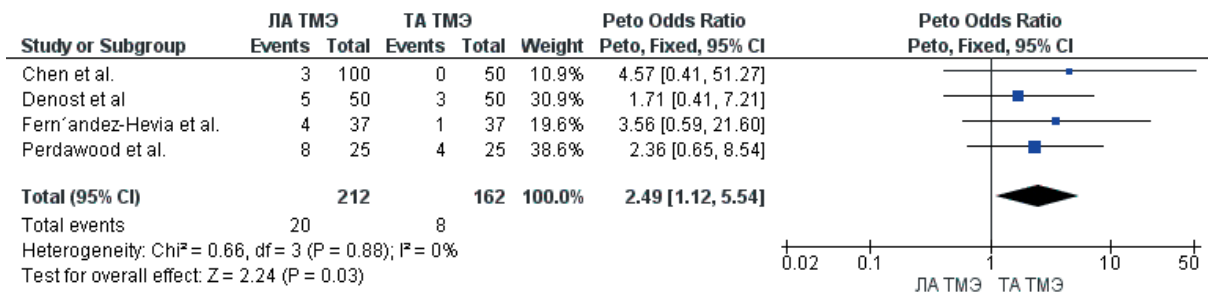 ЛА ТМЭ ТА ТМЭ Peto Odds Ratio Peto Odds Ratio
Study or Subgroup Events Total Events Total Weight Peto, Fixed, 95% CI Peto, Fixed, 95% CI
Chen et al. 3 100 0 50 10.9% 4.57 [0.41, 51.27]
Denost et al 5 50 3 50 30.9% 1.71 [0.41, 7.21]
Fern´andez-Hevia et al. 4 37 1 37 19.6% 3.56 [0.59, 21.60]
Perdawood et al. 8 25 4 25 38.6% 2.36 [0.65, 8.54]
Total (95% CI) 212 162 100.0% 2.49 [1.12, 5.54]
Total events 20 8
Heterogeneity: Chi² = 0.66, df = 3 (P = 0.88); I² = 0%
Test for overall effect: Z = 2.24 (P = 0.03)
0.02 0.1 1 10 50
ЛА ТМЭ ТА ТМЭ